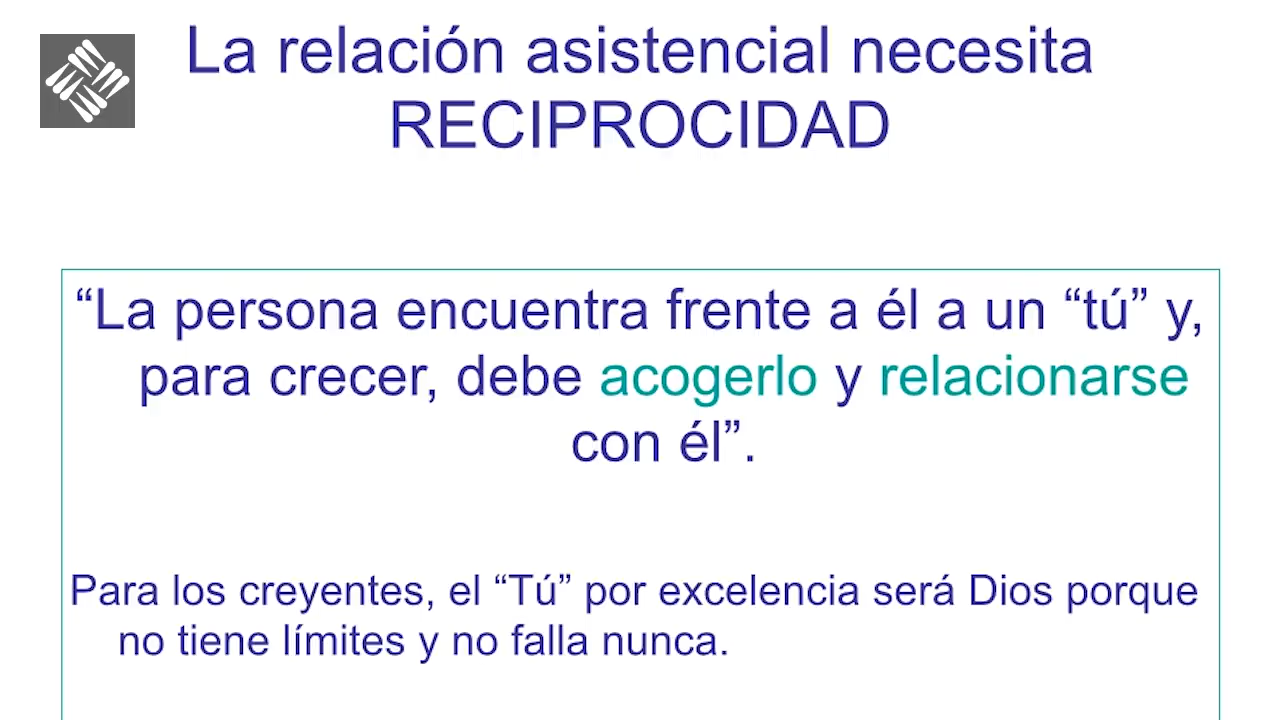 La relación asistencial necesita
RECIPROCIDAD
“La persona encuentra frente a él a un “tú” y,
para crecer, debe acogerlo y relacionarse
con él”.
Para los creyentes, el “Tú” por excelencia será Dios porque
no tiene límites y no falla nunca.